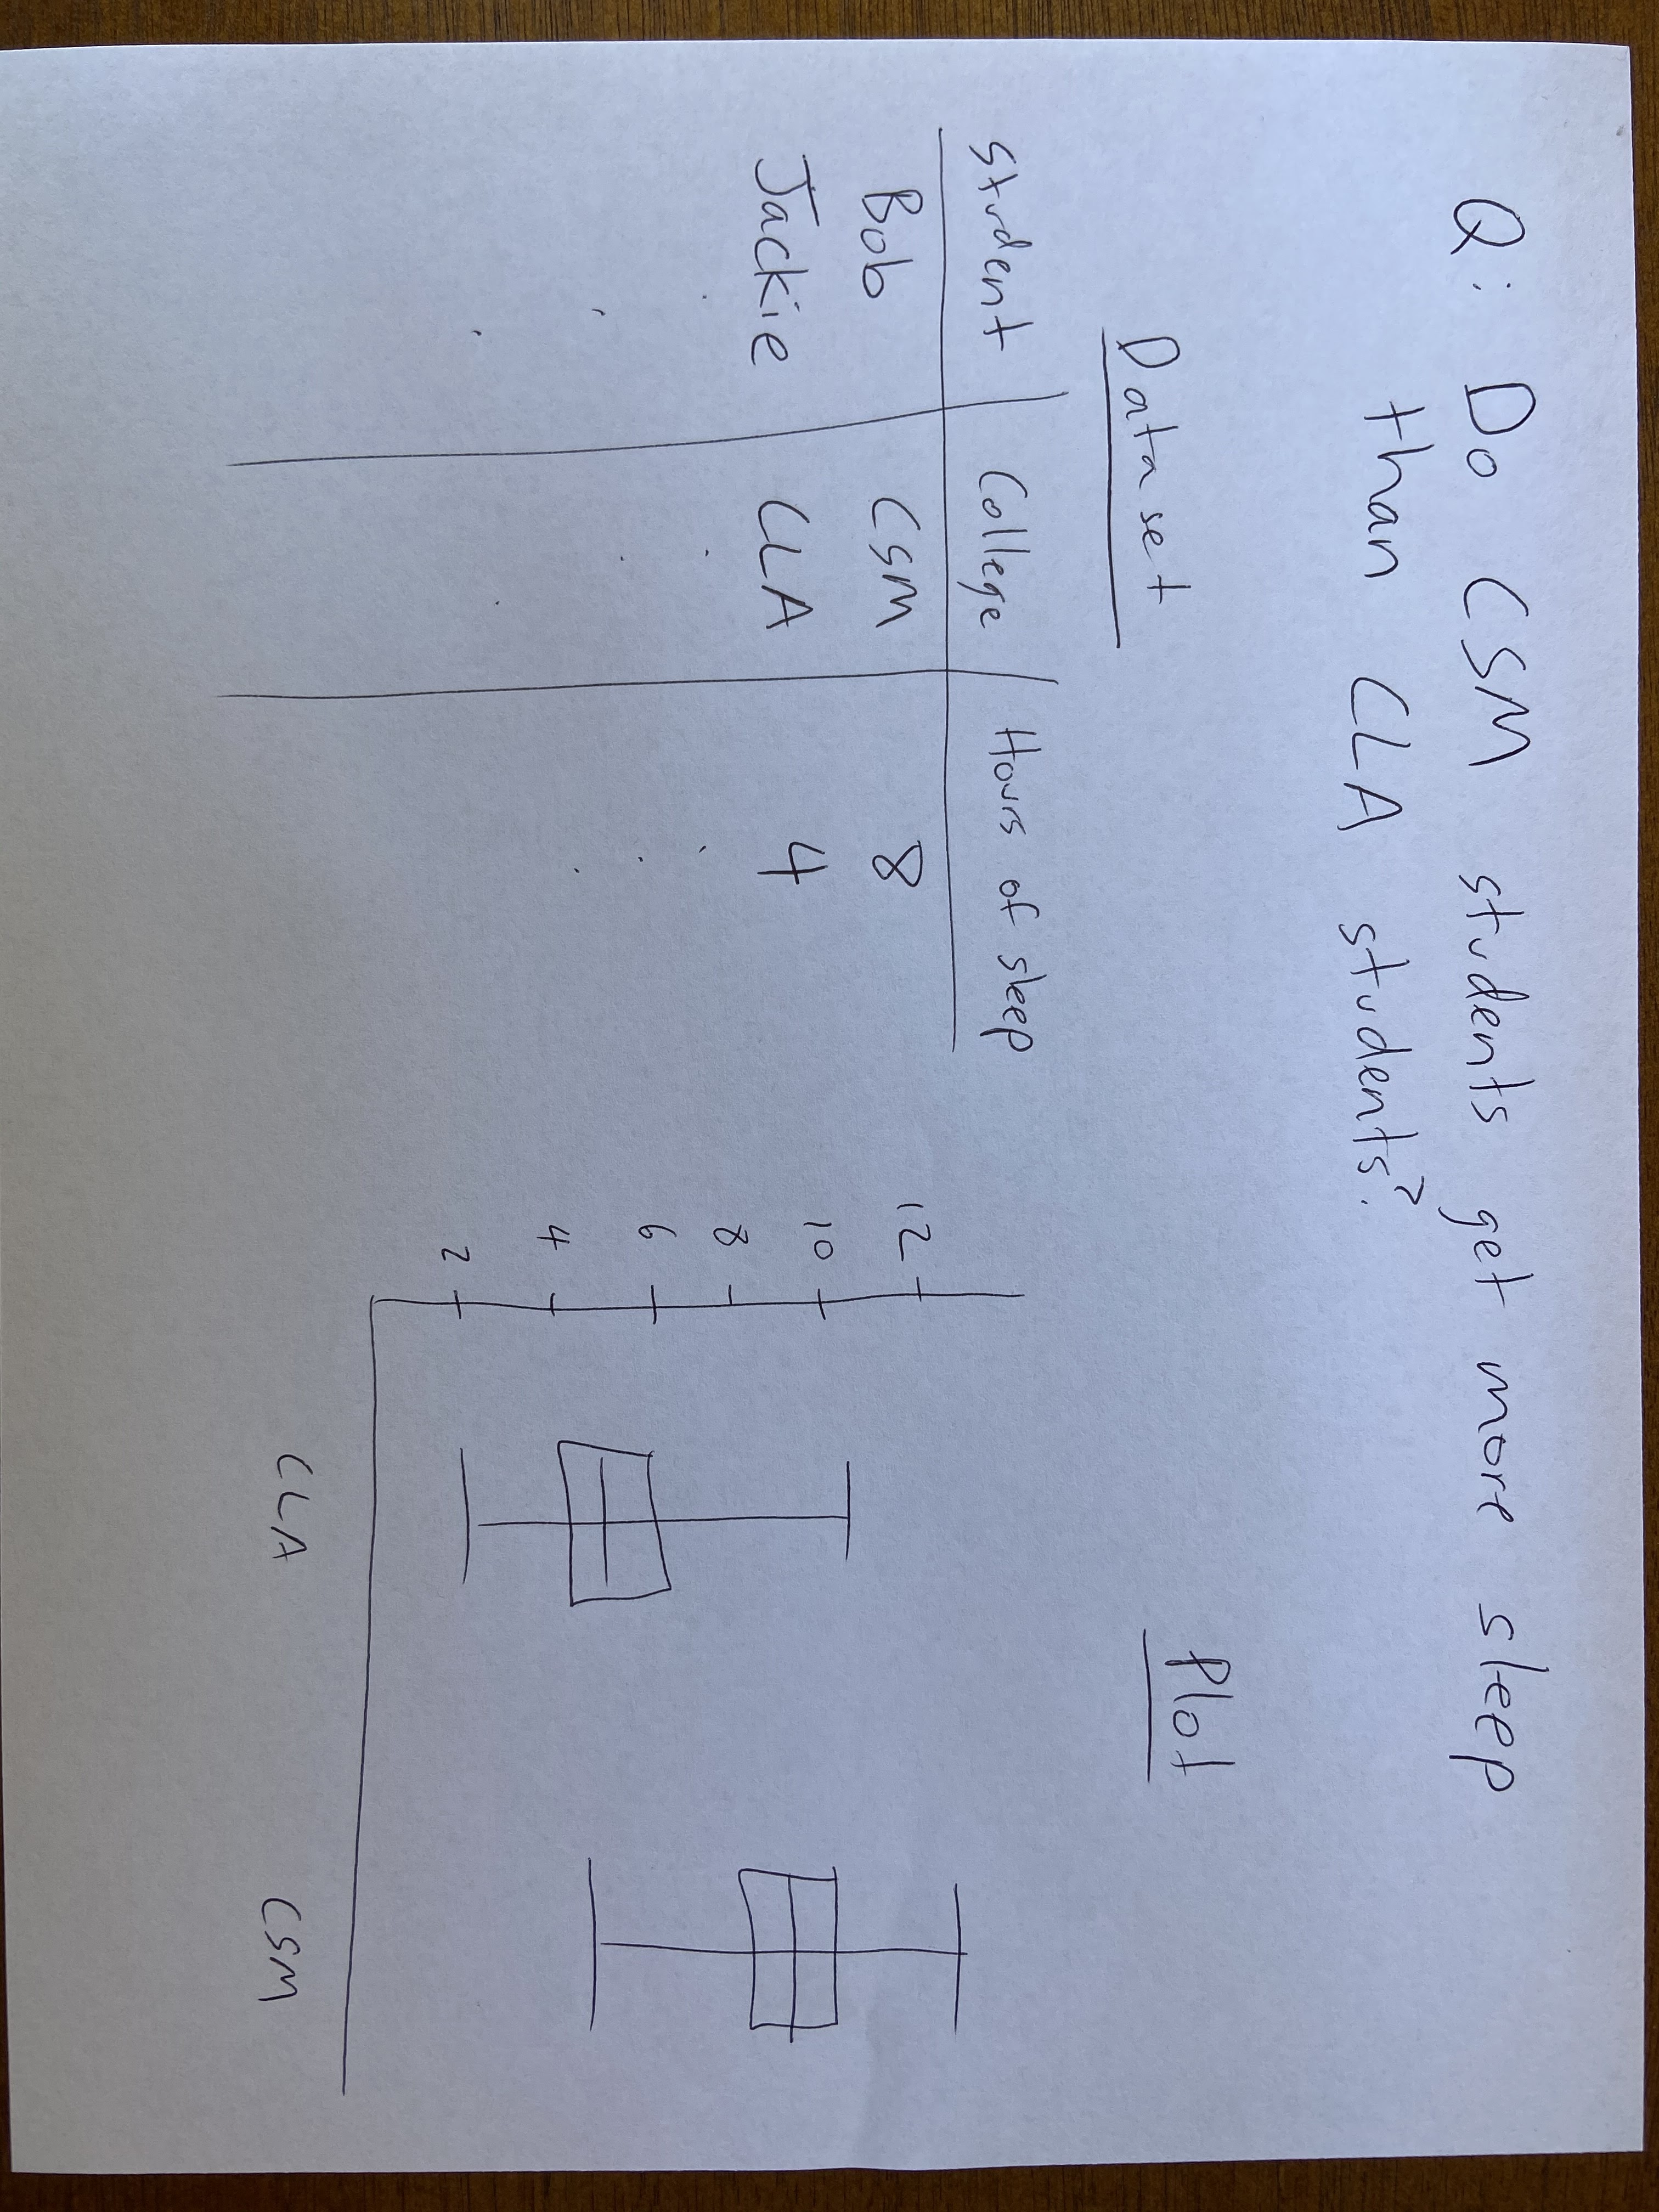 Q: Do CSM students get more sleep
than CLA students?
Dataset
Student College Hours of sleep
Bob CSM 8
Jackie CLA 4
Plot
12
10
8
6
4
2
CLA CSM